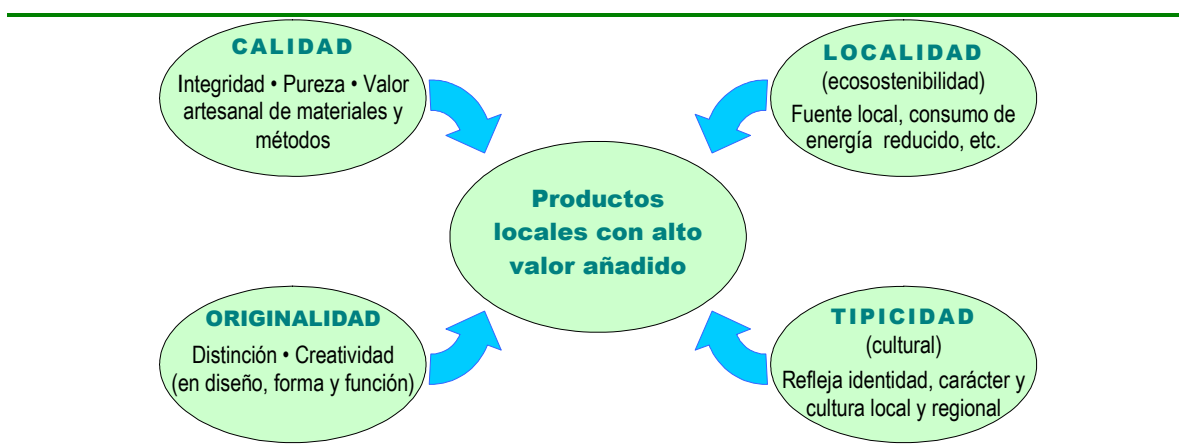 CALIDAD
Integridad • Pureza • Valor
artesanal de materiales y
métodos
LOCALIDAD
(ecosostenibilidad)
Fuente local, consumo de
energía reducido, etc.
Productos
locales con alto
valor añadido
ORIGINALIDAD
Distinción • Creatividad
(en diseño, forma y función)
TIPICIDAD
(cultural)
Refleja identidad, carácter y
cultura local y regional